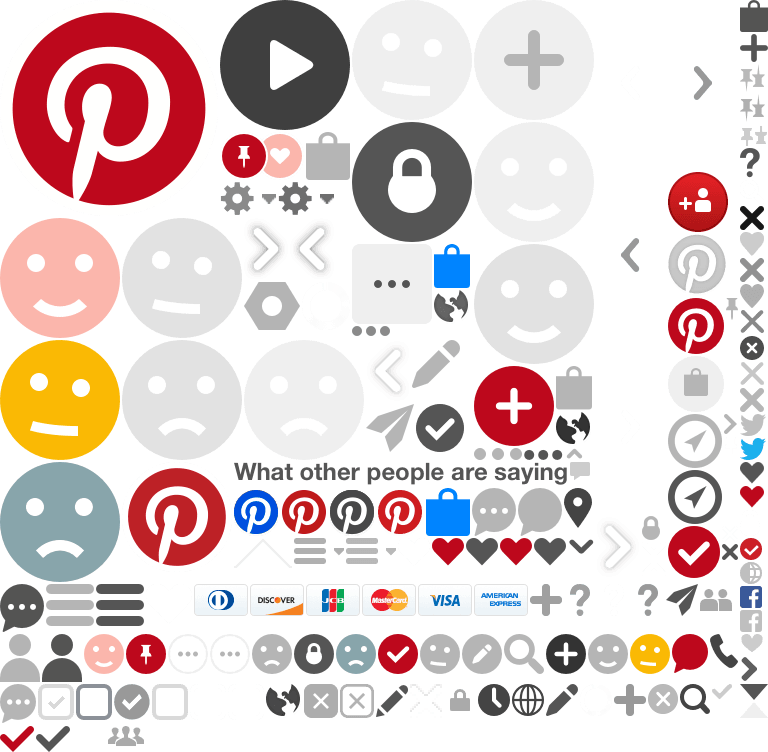 What other people are saying
DISCOVER
JCB
MasterCard
VISA
AMERICAN
EXPRESS